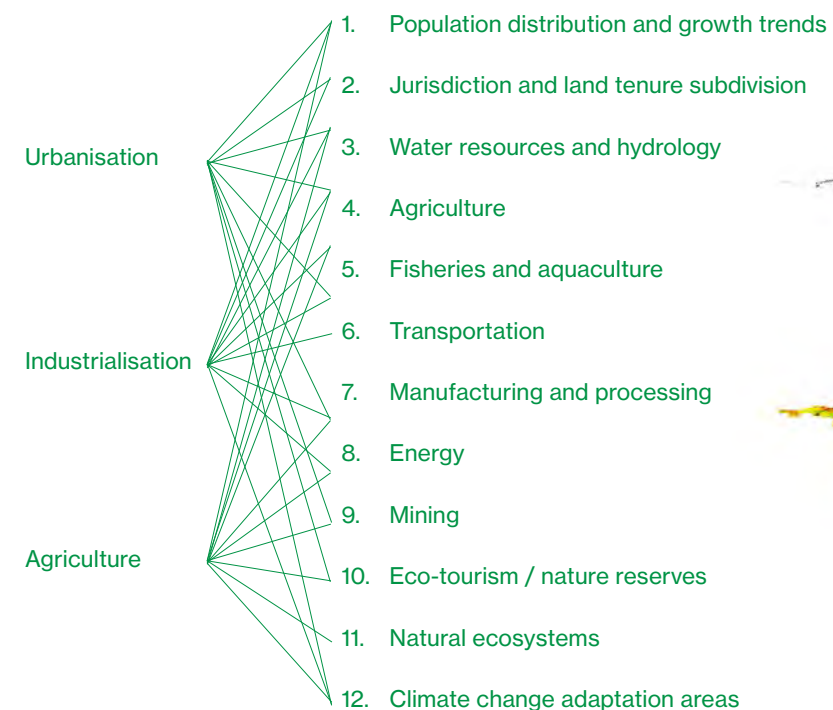 1. Population distribution and growth trends
2. Jurisdiction and land tenure subdivision
Urbanisation
3. Water resources and hydrology
4. Agriculture
5. Fisheries and aquaculture
6. Transportation
Industrialisation
7. Manufacturing and processing
8. Energy
9. Mining
Agriculture
10. Eco-tourism / nature reserves
11. Natural ecosystems
12. Climate change adaptation areas